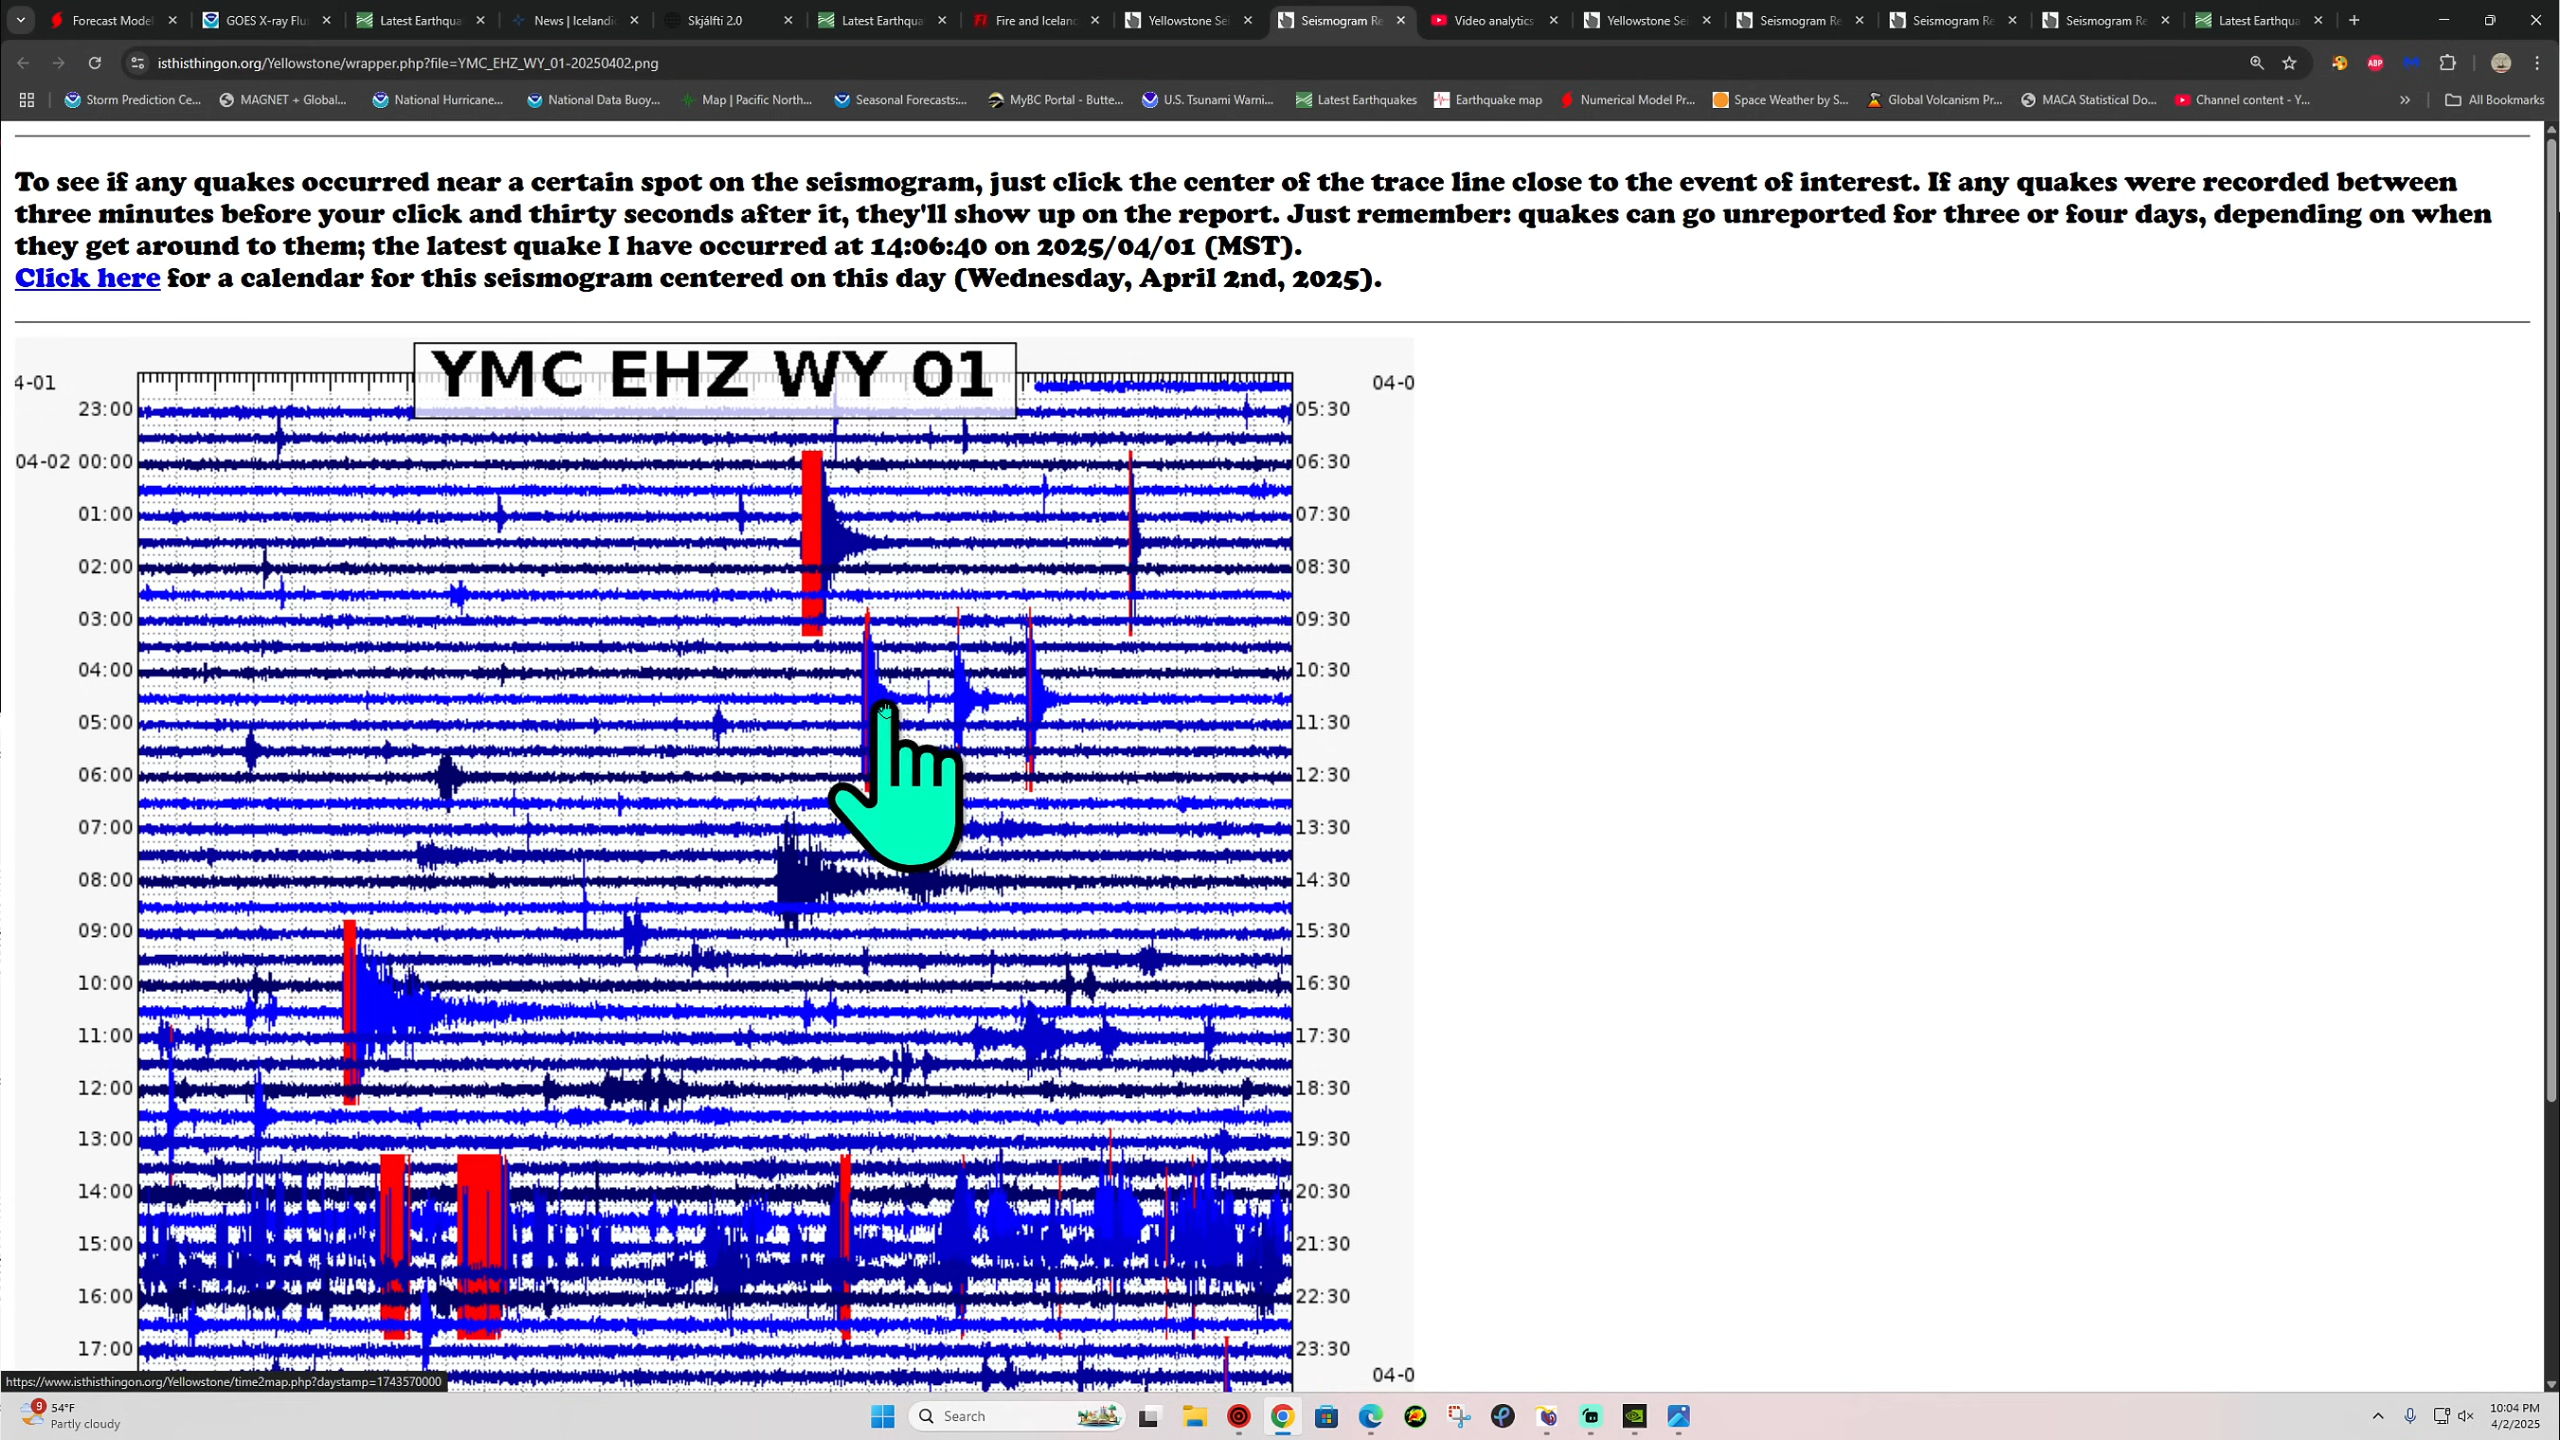 Forecast Model
GOES X-ray Flu
Latest Earthqua
News | Icelandic
Skjálfti 2.0
Latest Earthqua
Fire and Icelan
Yellowstone Sei
Seismogram Re
Video analytics
Yellowstone Sei
Seismogram Re
Seismogram Re
Seismogram Re
Latest Earthqua
isthisthingon.org/Yellowstone/wrapper.php?file=YMC_EHZ_WY_01-20250402.png
ABP
Storm Prediction Ce...
MAGNET + Global...
National Hurricane...
National Data Buoy...
Map | Pacific North...
Seasonal Forecasts:...
MyBC Portal - Butte...
U.S. Tsunami Warni...
Latest Earthquakes
Earthquake map
Numerical Model Pr...
Space Weather by S...
Global Volcanism Pr...
MACA Statistical Do...
Channel content - Y...
All Bookmarks
To see if any quakes occurred near a certain spot on the seismogram, just click the center of the trace line close to the event of interest. If any quakes were recorded between
three minutes before your click and thirty seconds after it, they'll show up on the report. Just remember: quakes can go unreported for three or four days, depending on when
they get around to them; the latest quake I have occurred at 14:06:40 on 2025/04/01 (MST).
Click here for a calendar for this seismogram centered on this day (Wednesday, April 2nd, 2025).
YMC EHZ WY 01
4-01
04-0
23:00
05:30
04-02 00:00
06:30
01:00
07:30
02:00
08:30
03:00
09:30
04:00
10:30
05:00
11:30
06:00
12:30
07:00
13:30
08:00
14:30
09:00
15:30
10:00
16:30
11:00
17:30
12:00
18:30
13:00
19:30
14:00
20:30
15:00
21:30
16:00
22:30
17:00
23:30
04-0
https://www.isthisthingon.org/Yellowstone/time2map.php?daystamp=1743570000
9
54°F
Partly cloudy
Search
10:04 PM
4/2/2025